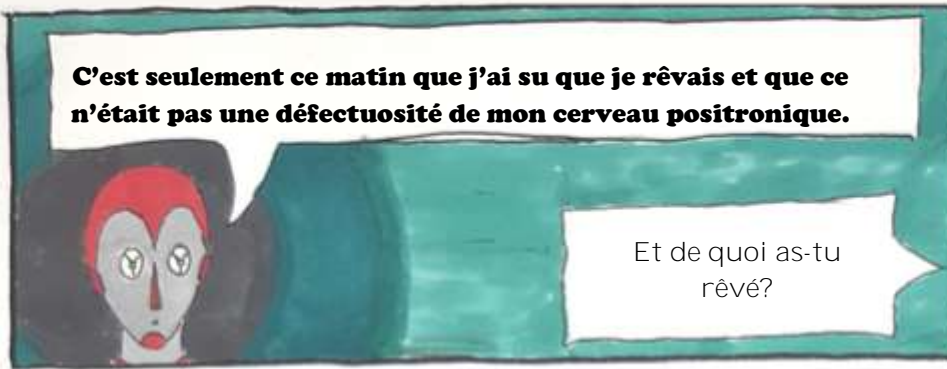 C’est seulement ce matin que j’ai su que je rêvais et que ce
n’était pas une défectuosité de mon cerveau positronique.
Et de quoi as-tu
rêvé?